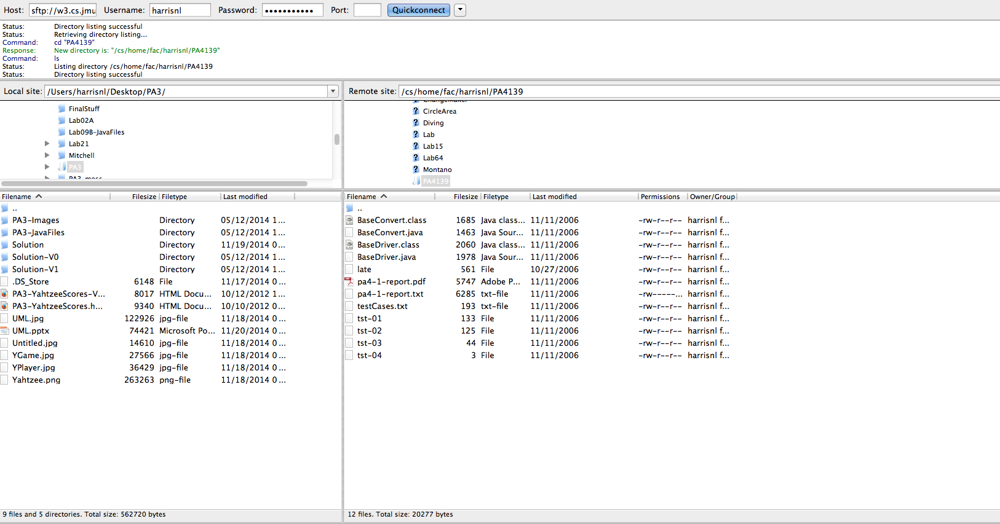 Host: sftp://w3.cs.jmu Username: harrisnl Password: ●●●●●●●●●●● Port: Quickconnect
Status: Directory listing successful
Status: Retrieving directory listing...
Command: cd "PA4139"
Response: New directory is: "/cs/home/fac/harrisnl/PA4139"
Command: ls
Status: Listing directory /cs/home/fac/harrisnl/PA4139
Status: Directory listing successful
Local site: /Users/harrisnl/Desktop/PA3/
FinalStuff
Lab02A
Lab09B-JavaFiles
Lab21
Mitchell
PA3
PA3-moss
Filename Filesize Filetype Last modified
..
PA3-Images Directory 05/12/2014 1...
PA3-JavaFiles Directory 05/12/2014 1...
Solution Directory 11/19/2014 0...
Solution-V0 Directory 05/12/2014 1...
Solution-V1 Directory 05/12/2014 1...
.DS_Store 6148 File 11/17/2014 0...
PA3-YahtzeeScores-V... 8017 HTML Docu... 10/12/2012 1...
PA3-YahtzeeScores.h... 9340 HTML Docu... 10/10/2012 0...
UML.jpg 122926 jpg-file 11/18/2014 0...
UML.pptx 74421 Microsoft Po... 11/20/2014 0...
Untitled.jpg 14610 jpg-file 11/18/2014 0...
YGame.jpg 27566 jpg-file 11/18/2014 0...
YPlayer.jpg 36429 jpg-file 11/18/2014 0...
Yahtzee.png 263263 png-file 11/18/2014 0...
9 files and 5 directories. Total size: 562720 bytes
Remote site: /cs/home/fac/harrisnl/PA4139
ChangeMaker
CircleArea
Diving
Lab
Lab15
Lab64
Montano
PA4139
Filename Filesize Filetype Last modified Permissions Owner/Group
..
BaseConvert.class 1685 Java class... 11/11/2006 -rw-r--r-- harrisnl f...
BaseConvert.java 1463 Java Sour... 11/11/2006 -rw-r--r-- harrisnl f...
BaseDriver.class 2060 Java class... 11/11/2006 -rw-r--r-- harrisnl f...
BaseDriver.java 1978 Java Sour... 11/11/2006 -rw-r--r-- harrisnl f...
late 561 File 10/27/2006 -rw-r--r-- harrisnl f...
pa4-1-report.pdf 5747 Adobe P... 11/11/2006 -rw-r--r-- harrisnl f...
pa4-1-report.txt 6285 txt-file 11/11/2006 -rw-----... harrisnl f...
testCases.txt 193 txt-file 11/11/2006 -rw-r--r-- harrisnl f...
tst-01 133 File 11/11/2006 -rw-r--r-- harrisnl f...
tst-02 125 File 11/11/2006 -rw-r--r-- harrisnl f...
tst-03 44 File 11/11/2006 -rw-r--r-- harrisnl f...
tst-04 3 File 11/11/2006 -rw-r--r-- harrisnl f...
12 files. Total size: 20277 bytes